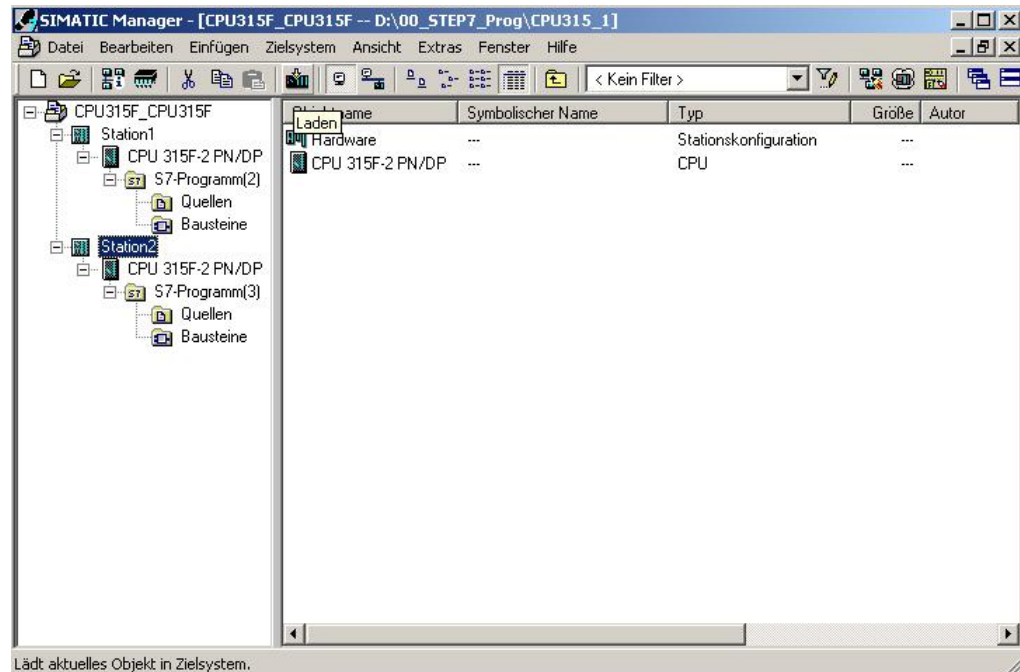 SIMATIC Manager - [CPU315F_CPU315F -- D:\00_STEP7_Prog\CPU315_1]
Datei Bearbeiten Einfügen Zielsystem Ansicht Extras Fenster Hilfe
< Kein Filter >
CPU315F_CPU315F
Station1
CPU 315F-2 PN/DP
S7-Programm(2)
Quellen
Bausteine
Station2
CPU 315F-2 PN/DP
S7-Programm(3)
Quellen
Bausteine
Laden
Symbolischer Name Typ Größe Autor
Hardware --- Stationskonfiguration ---
CPU 315F-2 PN/DP --- CPU ---
Lädt aktuelles Objekt in Zielsystem.